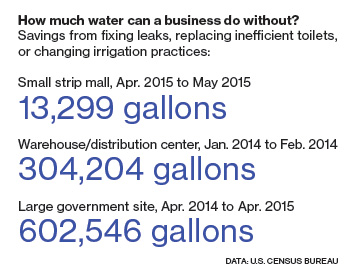 How much water can a business do without?
Savings from fixing leaks, replacing inefficient toilets,
or changing irrigation practices:
Small strip mall, Apr. 2015 to May 2015
13,299 gallons
Warehouse/distribution center, Jan. 2014 to Feb. 2014
304,204 gallons
Large government site, Apr. 2014 to Apr. 2015
602,546 gallons
DATA: U.S. CENSUS BUREAU